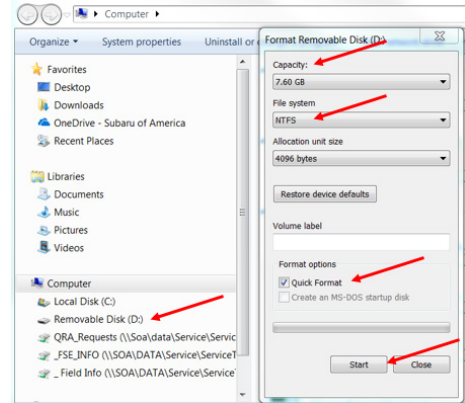 Computer
Organize
System properties
Uninstall or
Favorites
Desktop
Downloads
OneDrive - Subaru of America
Recent Places
Libraries
Documents
Music
Pictures
Videos
Computer
Local Disk (C:)
Removable Disk (D:)
QRA_Requests (\\Soa\data\Service\Servic
_FSE_INFO (\\SOA\DATA\Service\ServiceT
_ Field Info (\\SOA\DATA\Service\Service
Format Removable Disk (D:)
Capacity:
7.60 GB
File system
NTFS
Allocation unit size
4096 bytes
Restore device defaults
Volume label
Format options
Quick Format
Create an MS-DOS startup disk
Start
Close